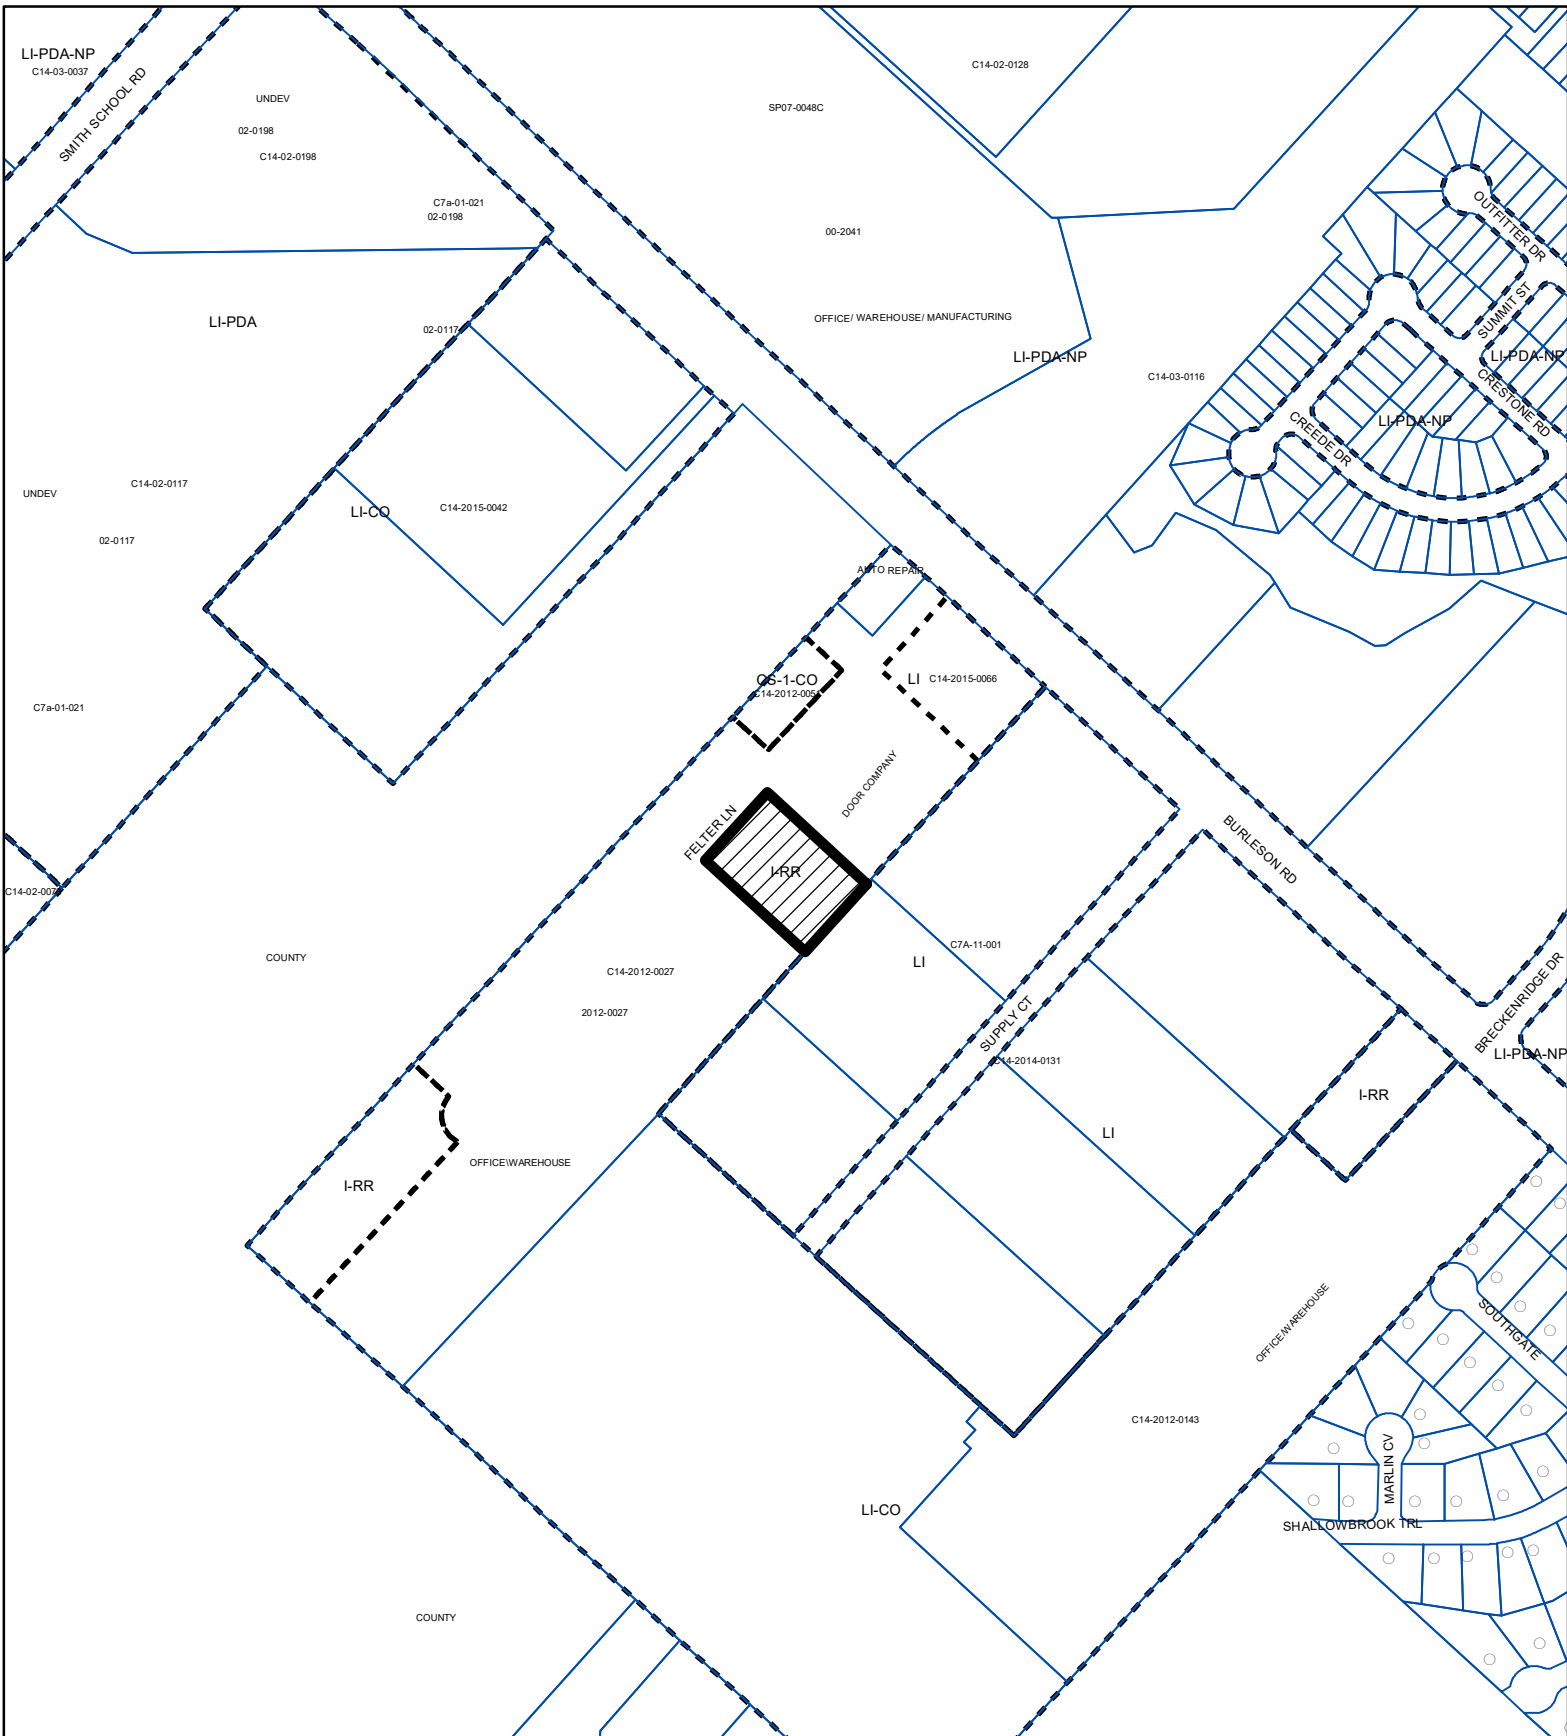 LI-PDA-NP
C14-03-0037
SMITH SCHOOL RD
UNDEV
02-0198
C14-02-0198
C7a-01-021
02-0198
C14-02-0128
SP07-0048C
00-2041
OUTFITTER DR
SUMMIT ST
LI-PDA
02-0117
OFFICE/ WAREHOUSE/ MANUFACTURING
LI-PDA-NP
LI-PDA-NP
C14-03-0116
CRESTONE RD
LI-PDA-NP
CREEDE DR
UNDEV
C14-02-0117
LI-CO
C14-2015-0042
02-0117
AUTO REPAIR
CS-1-CO
C14-2012-005
LI
C14-2015-0066
C7a-01-021
DOOR COMPANY
FELTER LN
BURLESON RD
I-RR
C14-02-007
COUNTY
C14-2012-0027
LI
C7A-11-001
2012-0027
SUPPLY CT
BRECKENRIDGE DR
LI-PDA-NP
C14-2014-0131
I-RR
LI
OFFICE\WAREHOUSE
I-RR
OFFICE/WAREHOUSE
SOUTHGATE
C14-2012-0143
MARLIN CV
LI-CO
SHALLOWBROOK TRL
COUNTY